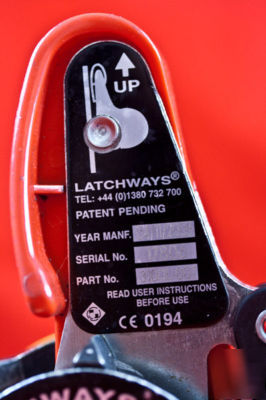 UP
LATCHWAYS®
TEL: +44 (0)1380 732 700
PATENT PENDING
YEAR MANF.
SERIAL No.
PART No.
READ USER INSTRUCTIONS
BEFORE USE
CE 0194
HWAYS®